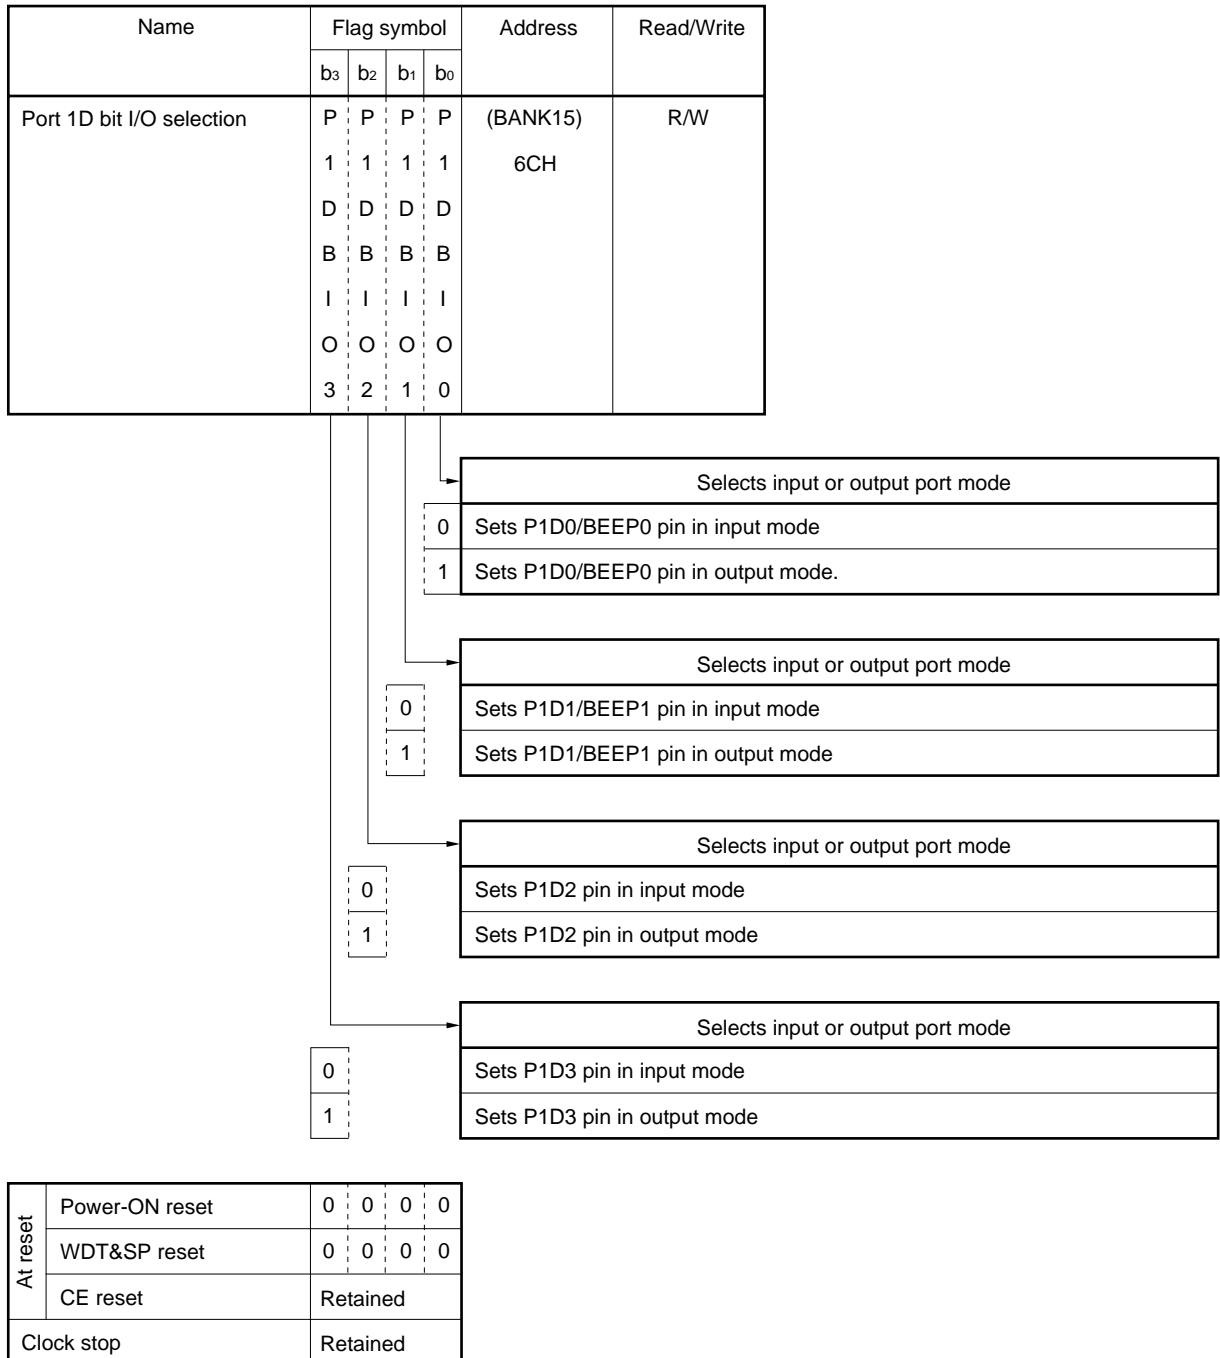 Name Flag symbol Address Read/Write
b3 b2 b1 b0
Port 1D bit I/O selection P P P P (BANK15) R/W
1 1 1 1 6CH
D D D D
B B B B
I I I I
O O O O
3 2 1 0
Selects input or output port mode
0 Sets P1D0/BEEP0 pin in input mode
1 Sets P1D0/BEEP0 pin in output mode.
Selects input or output port mode
0 Sets P1D1/BEEP1 pin in input mode
1 Sets P1D1/BEEP1 pin in output mode
Selects input or output port mode
0 Sets P1D2 pin in input mode
1 Sets P1D2 pin in output mode
Selects input or output port mode
0 Sets P1D3 pin in input mode
1 Sets P1D3 pin in output mode
At reset
Power-ON reset 0 0 0 0
WDT&SP reset 0 0 0 0
CE reset Retained
Clock stop Retained